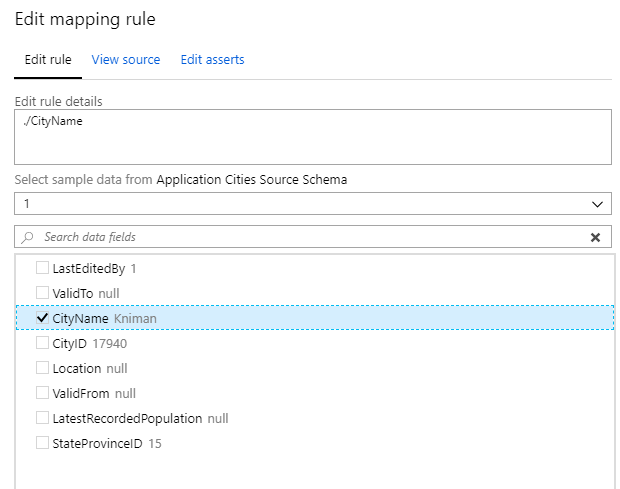 Edit mapping rule
Edit rule View source Edit asserts
Edit rule details
./CityName
Select sample data from Application Cities Source Schema
1
Search data fields
LastEditedBy 1
ValidTo null
CityName Kniman
CityID 17940
Location null
ValidFrom null
LatestRecordedPopulation null
StateProvinceID 15